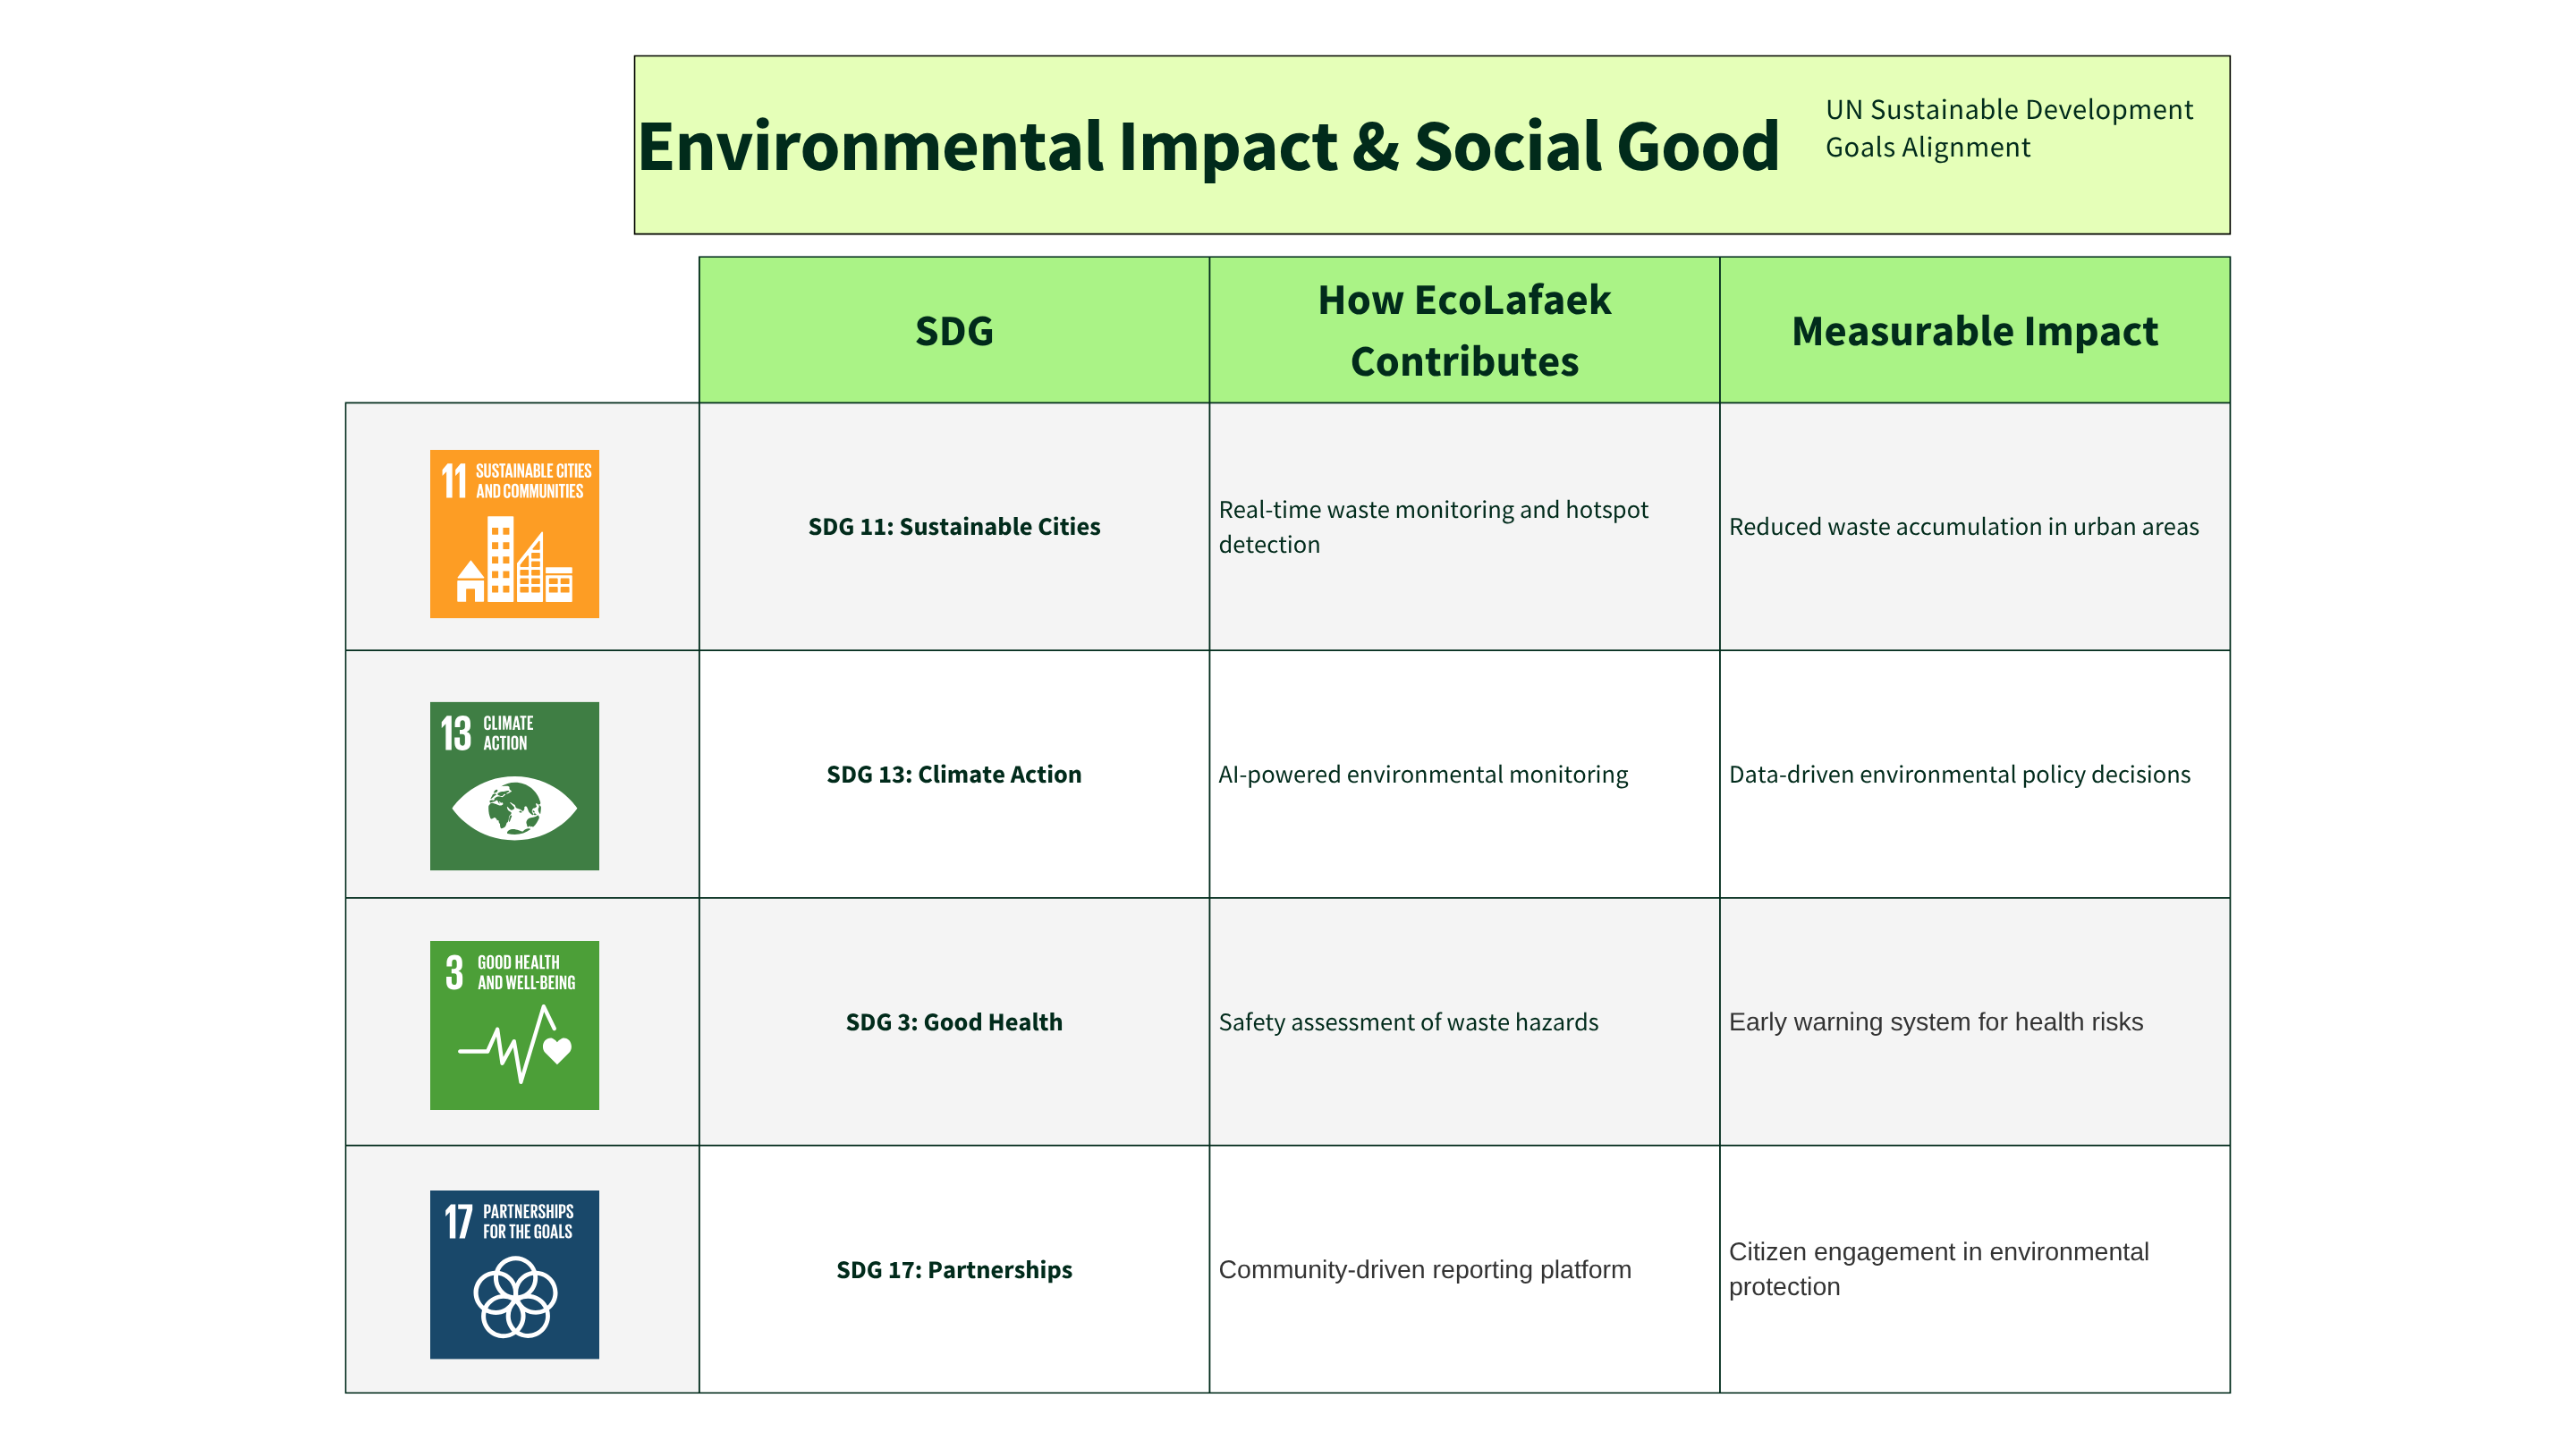 Environmental Impact & Social Good
UN Sustainable Development
Goals Alignment
SDG
How EcoLafaek
Contributes
Measurable Impact
11 SUSTAINABLE CITIES
AND COMMUNITIES
SDG 11: Sustainable Cities
Real-time waste monitoring and hotspot
detection
Reduced waste accumulation in urban areas
13 CLIMATE
ACTION
SDG 13: Climate Action
AI-powered environmental monitoring
Data-driven environmental policy decisions
3 GOOD HEALTH
AND WELL-BEING
SDG 3: Good Health
Safety assessment of waste hazards
Early warning system for health risks
17 PARTNERSHIPS
FOR THE GOALS
SDG 17: Partnerships
Community-driven reporting platform
Citizen engagement in environmental
protection